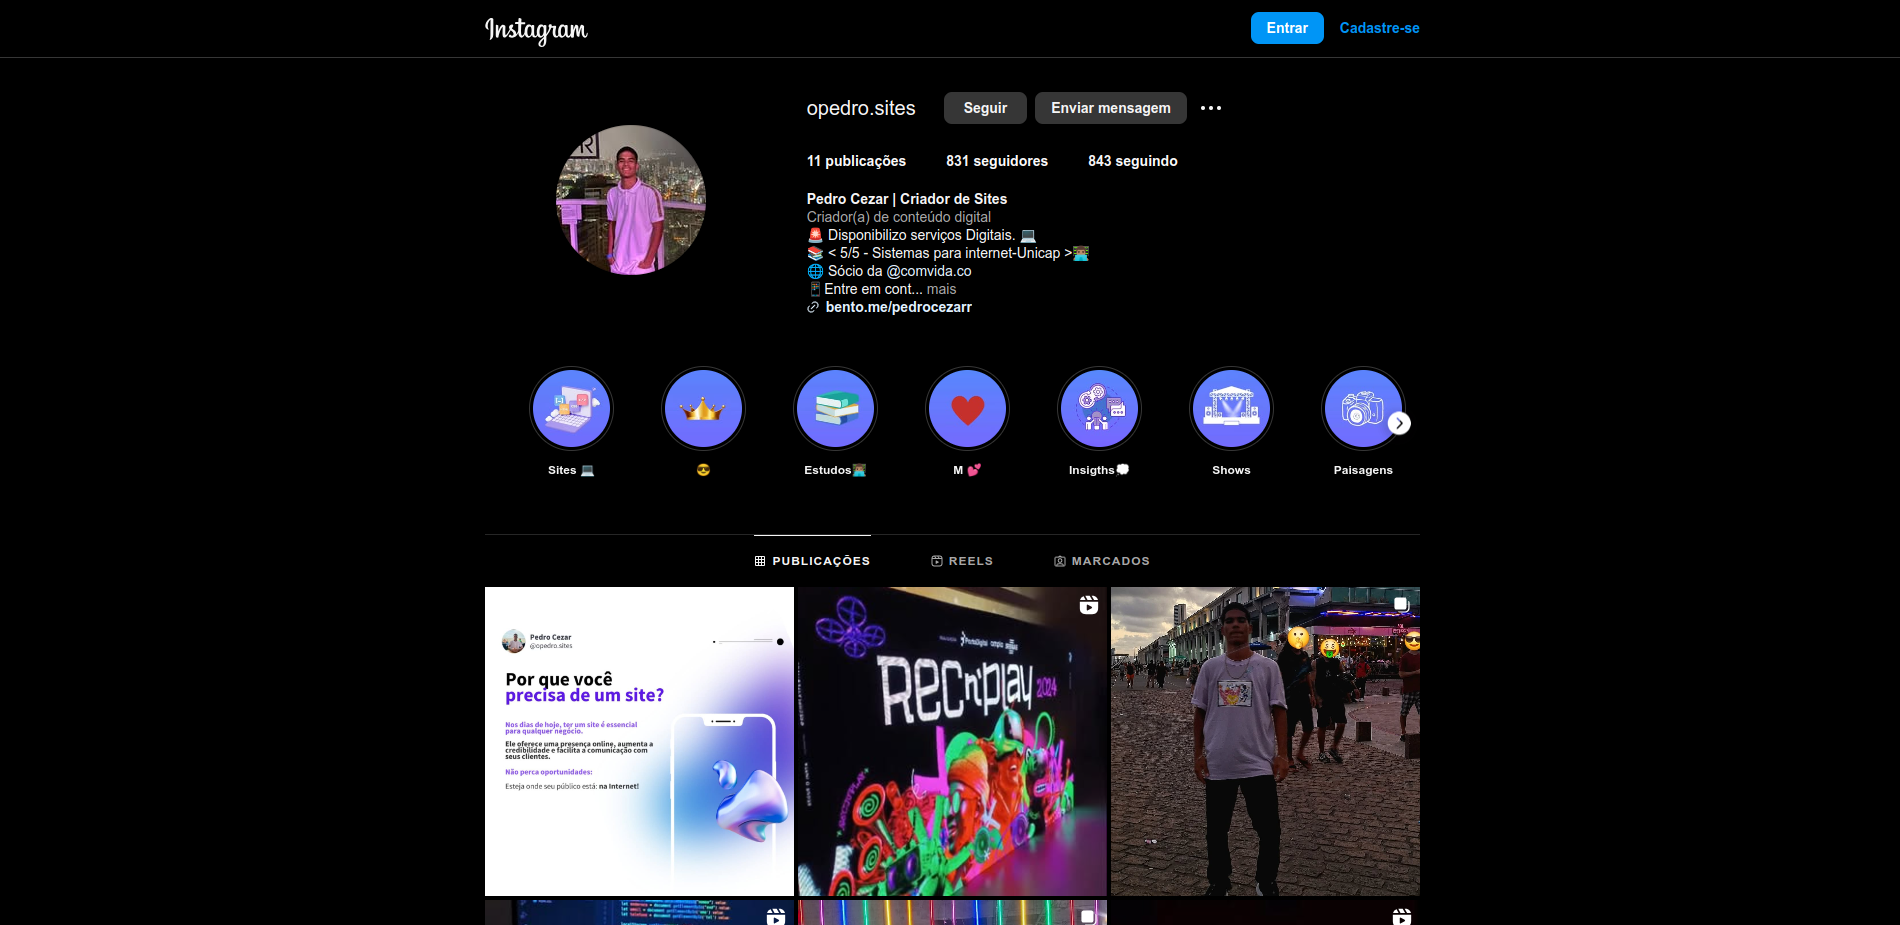 Instagram
Entrar
Cadastre-se
opedro.sites
Seguir
Enviar mensagem
11 publicações
831 seguidores
843 seguindo
Pedro Cezar | Criador de Sites
Criador(a) de conteúdo digital
🚨 Disponibilizo serviços Digitais. 💻
📚 < 5/5 - Sistemas para internet-Unicap >👨🏽‍💻
🌐 Sócio da @comvida.co
📱Entre em cont... mais
bento.me/pedrocezarr
Sites 💻
😎
Estudos👨🏽‍💻
M 💕
Insigths💭
Shows
Paisagens
PUBLICAÇÕES
REELS
MARCADOS
Pedro Cezar
@opedro.sites
Por que você
precisa de um site?
Nos dias de hoje, ter um site é essencial
para qualquer negócio.
Ele oferece uma presença online, aumenta a
credibilidade e facilita a comunicação com
seus clientes.
Não perca oportunidades:
Esteja onde seu público está: na Internet!
PortoDigital
REC'n'play 2024